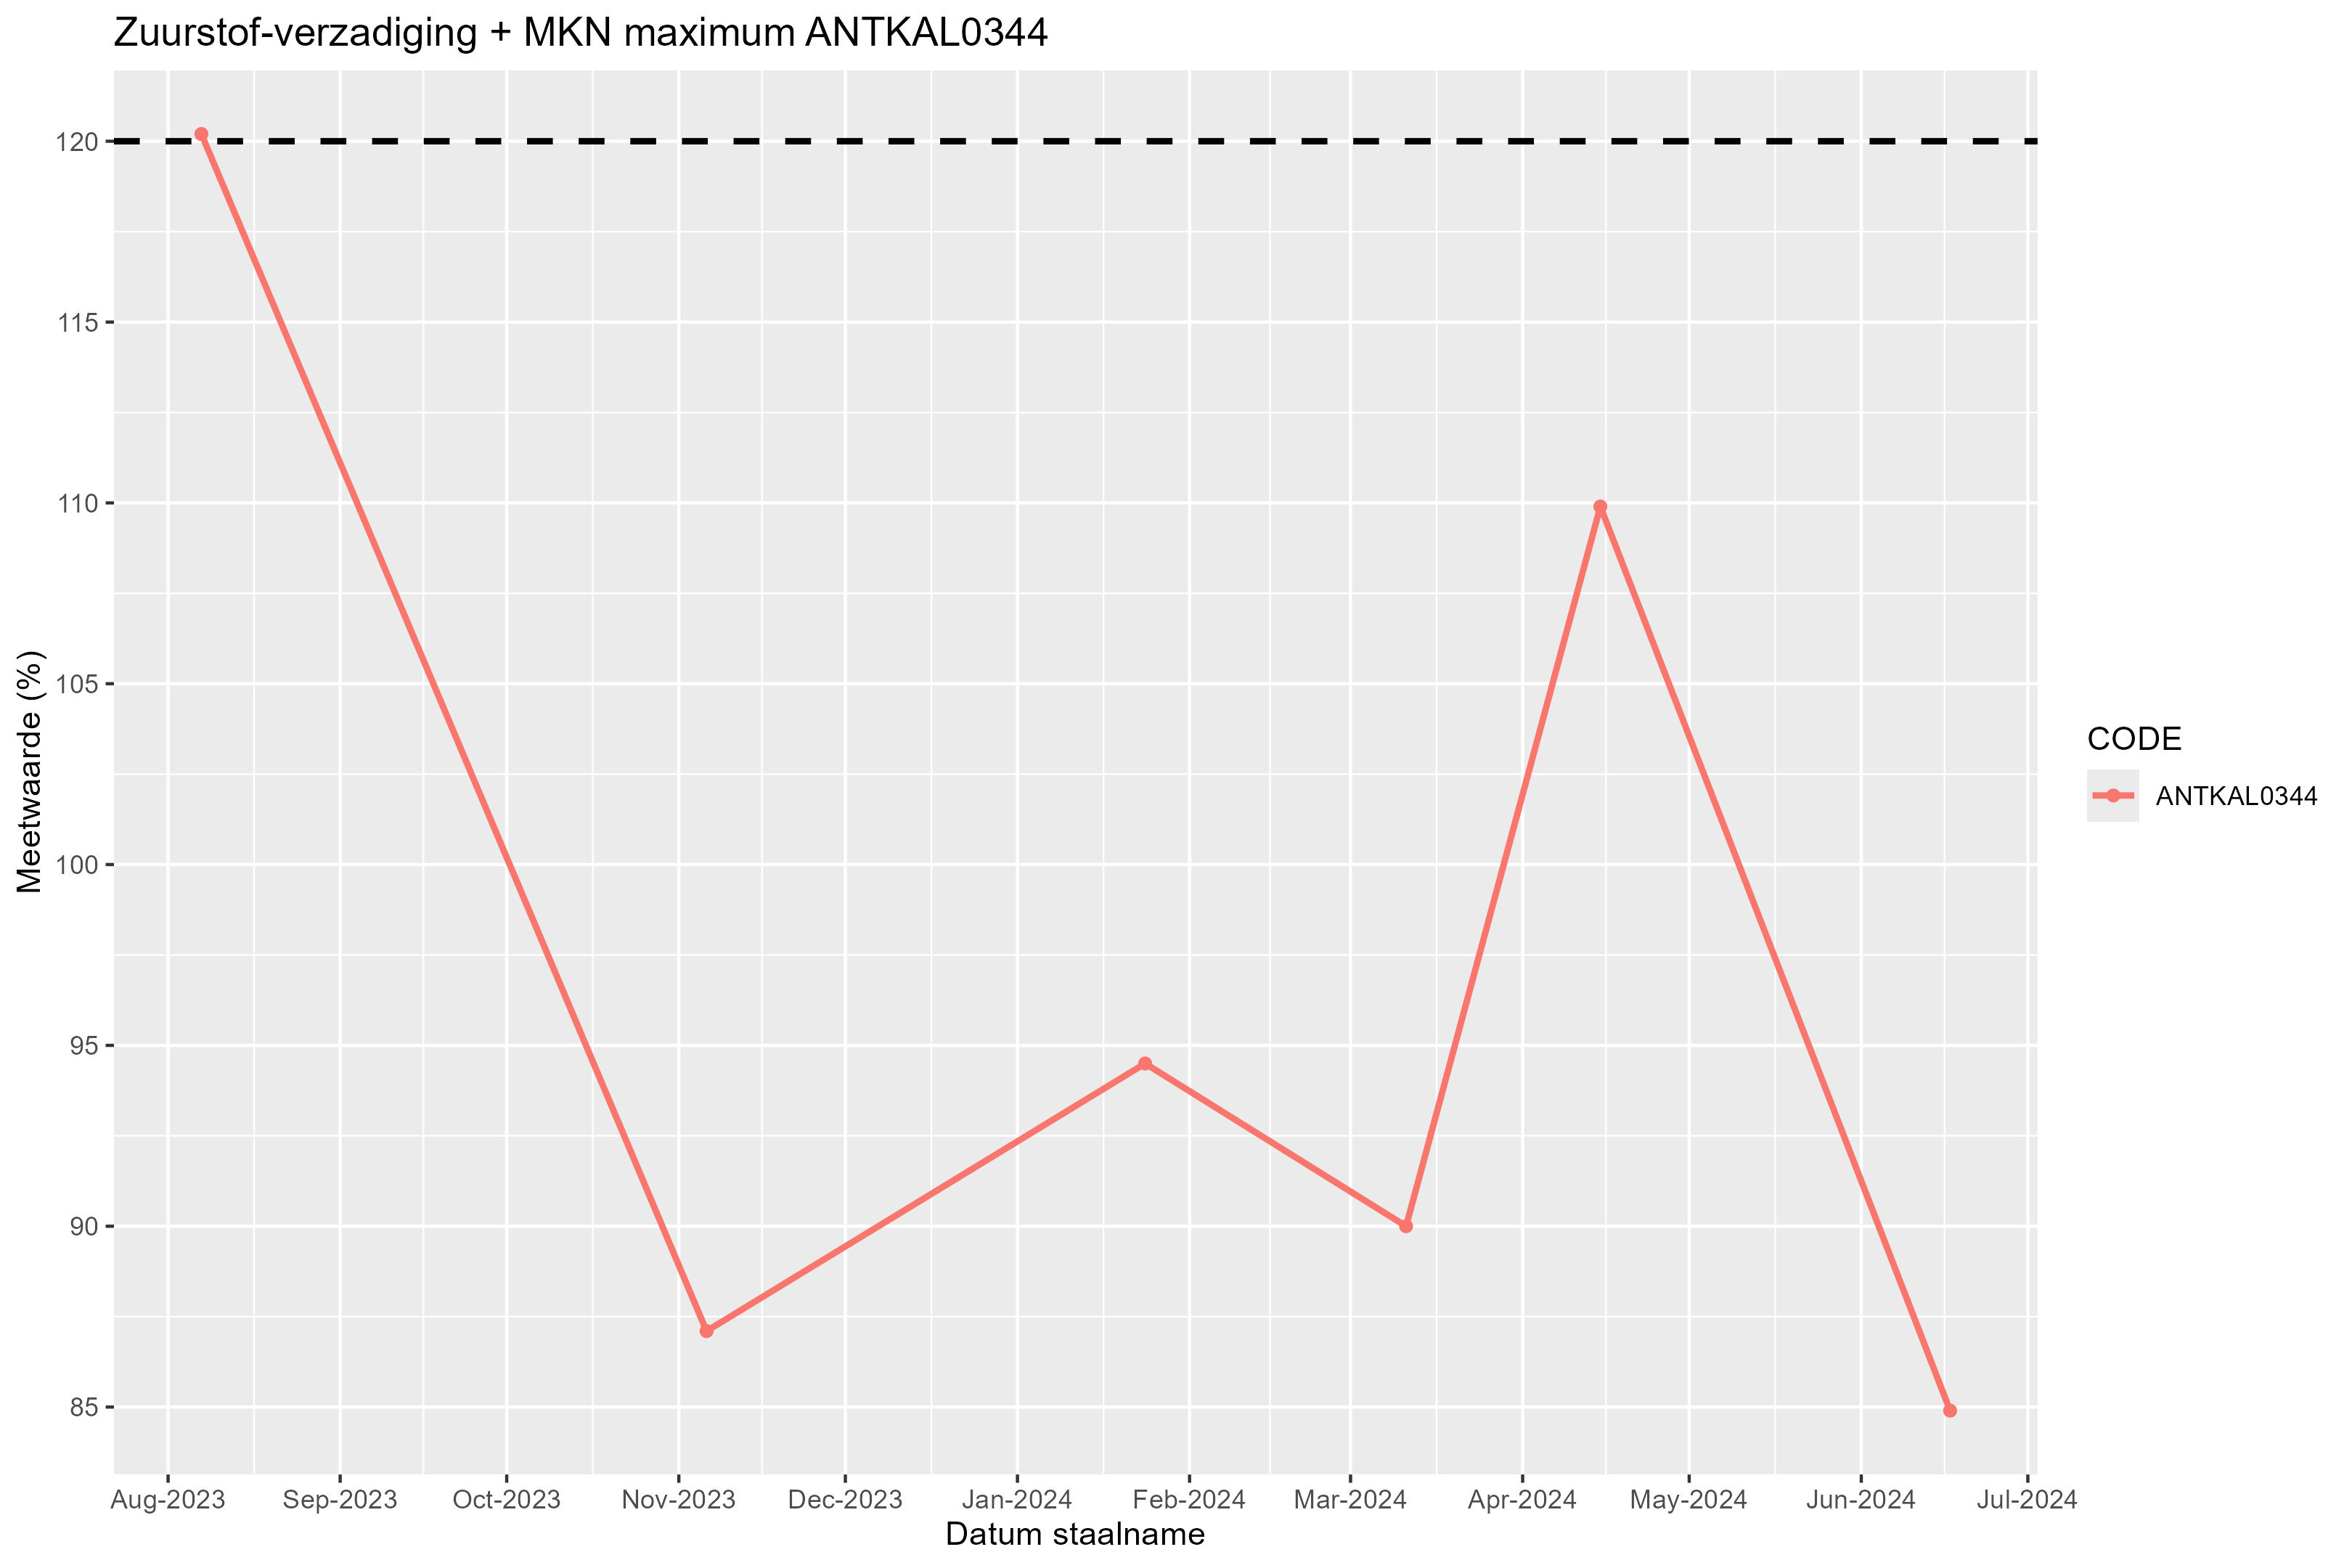 Zuurstof-verzadiging + MKN maximum ANTKAL0344
Meetwaarde (%)
120
115
110
105
100
95
90
85
Aug-2023 Sep-2023 Oct-2023 Nov-2023 Dec-2023 Jan-2024 Feb-2024 Mar-2024 Apr-2024 May-2024 Jun-2024 Jul-2024
Datum staalname
CODE
ANTKAL0344